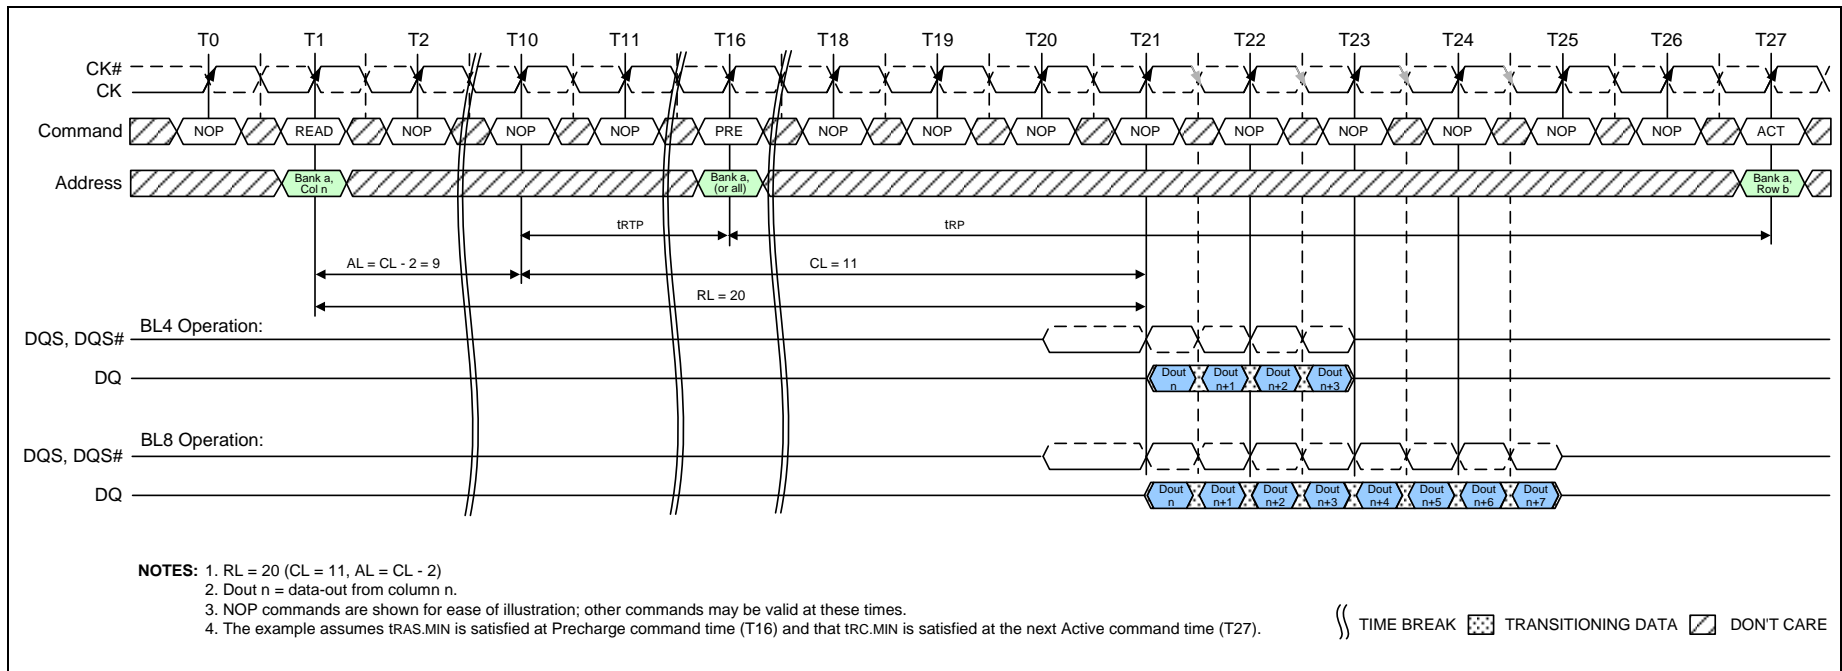 T0 T1 T2 T10 T11 T16 T18 T19 T20 T21 T22 T23 T24 T25 T26 T27
CK#
CK
Command NOP READ NOP NOP NOP PRE NOP NOP NOP NOP NOP NOP NOP NOP NOP ACT
Address Bank a, Col n Bank a, (or all) Bank a, Row b
tRTP tRP
AL = CL - 2 = 9 CL = 11
RL = 20
BL4 Operation:
DQS, DQS#
DQ Dout n Dout n+1 Dout n+2 Dout n+3
BL8 Operation:
DQS, DQS#
DQ Dout n Dout n+1 Dout n+2 Dout n+3 Dout n+4 Dout n+5 Dout n+6 Dout n+7
NOTES: 1. RL = 20 (CL = 11, AL = CL - 2)
2. Dout n = data-out from column n.
3. NOP commands are shown for ease of illustration; other commands may be valid at these times.
4. The example assumes tRAS.MIN is satisfied at Precharge command time (T16) and that tRC.MIN is satisfied at the next Active command time (T27).
TIME BREAK TRANSITIONING DATA DON'T CARE